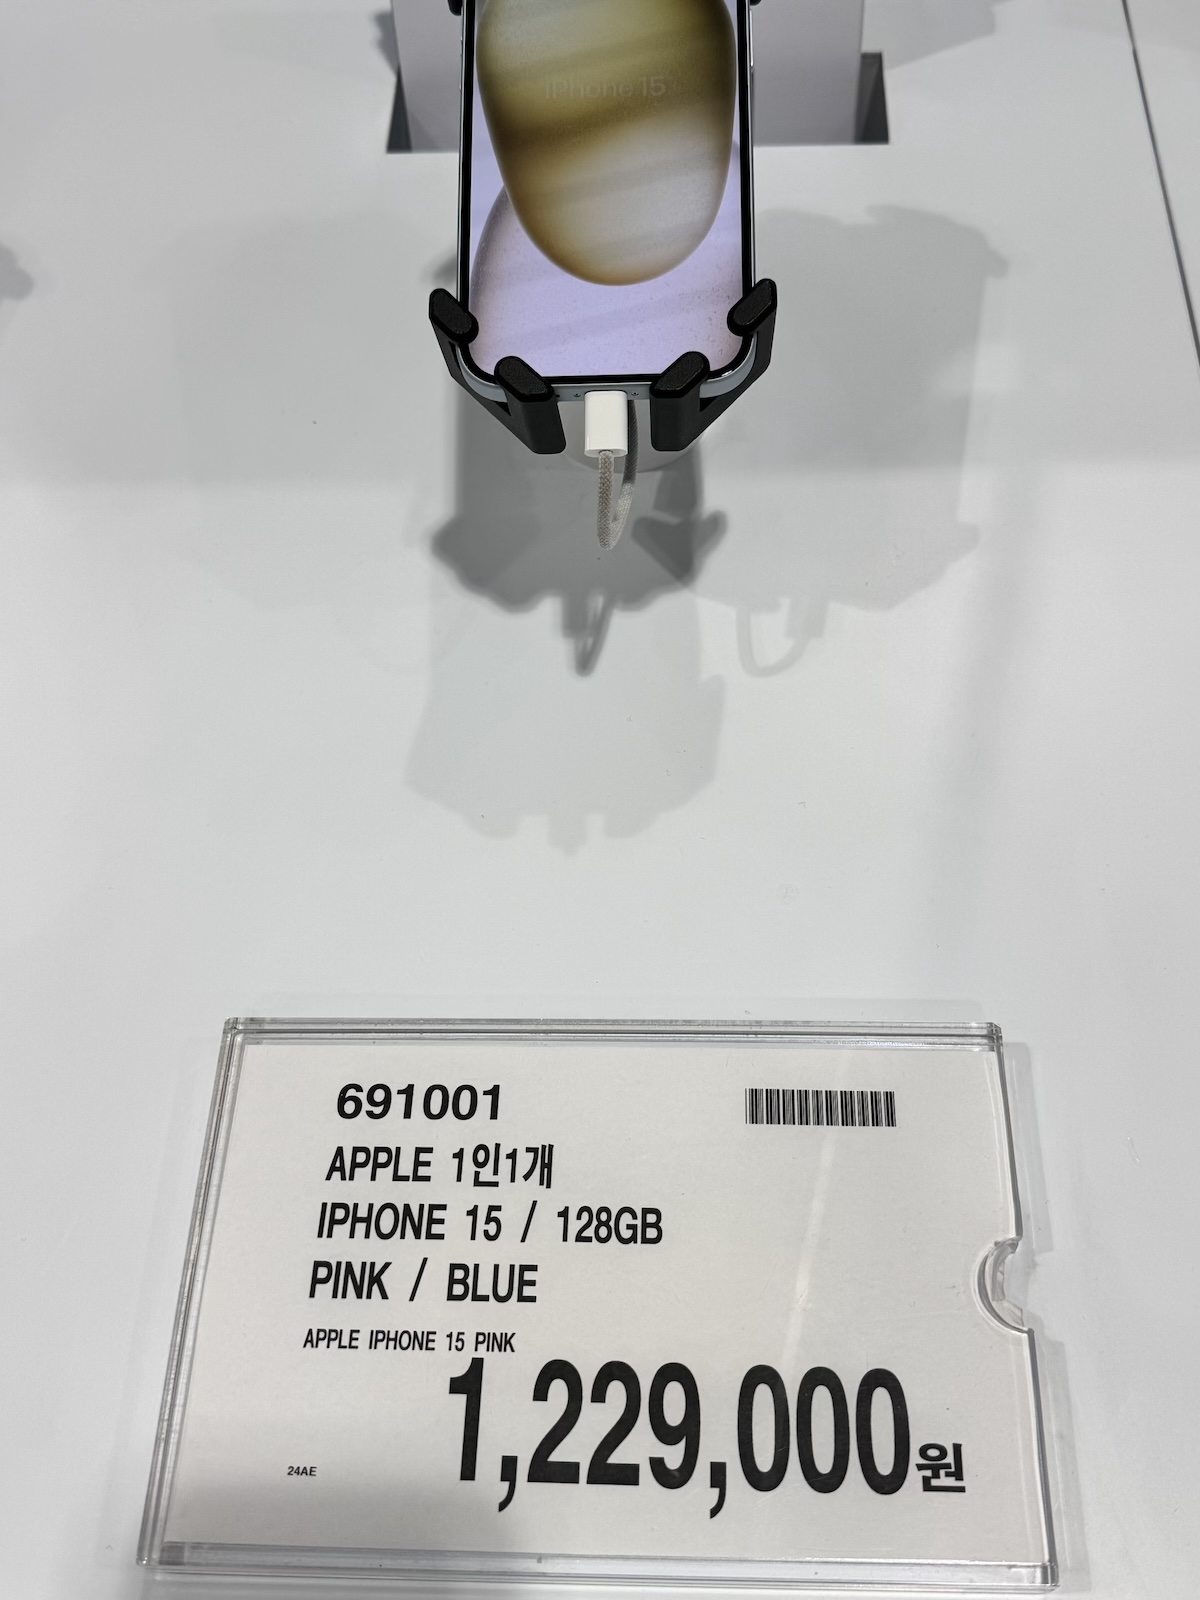 iPhone 15
691001
APPLE 1인1개
IPHONE 15 / 128GB
PINK / BLUE
APPLE IPHONE 15 PINK
1,229,000원
24AE